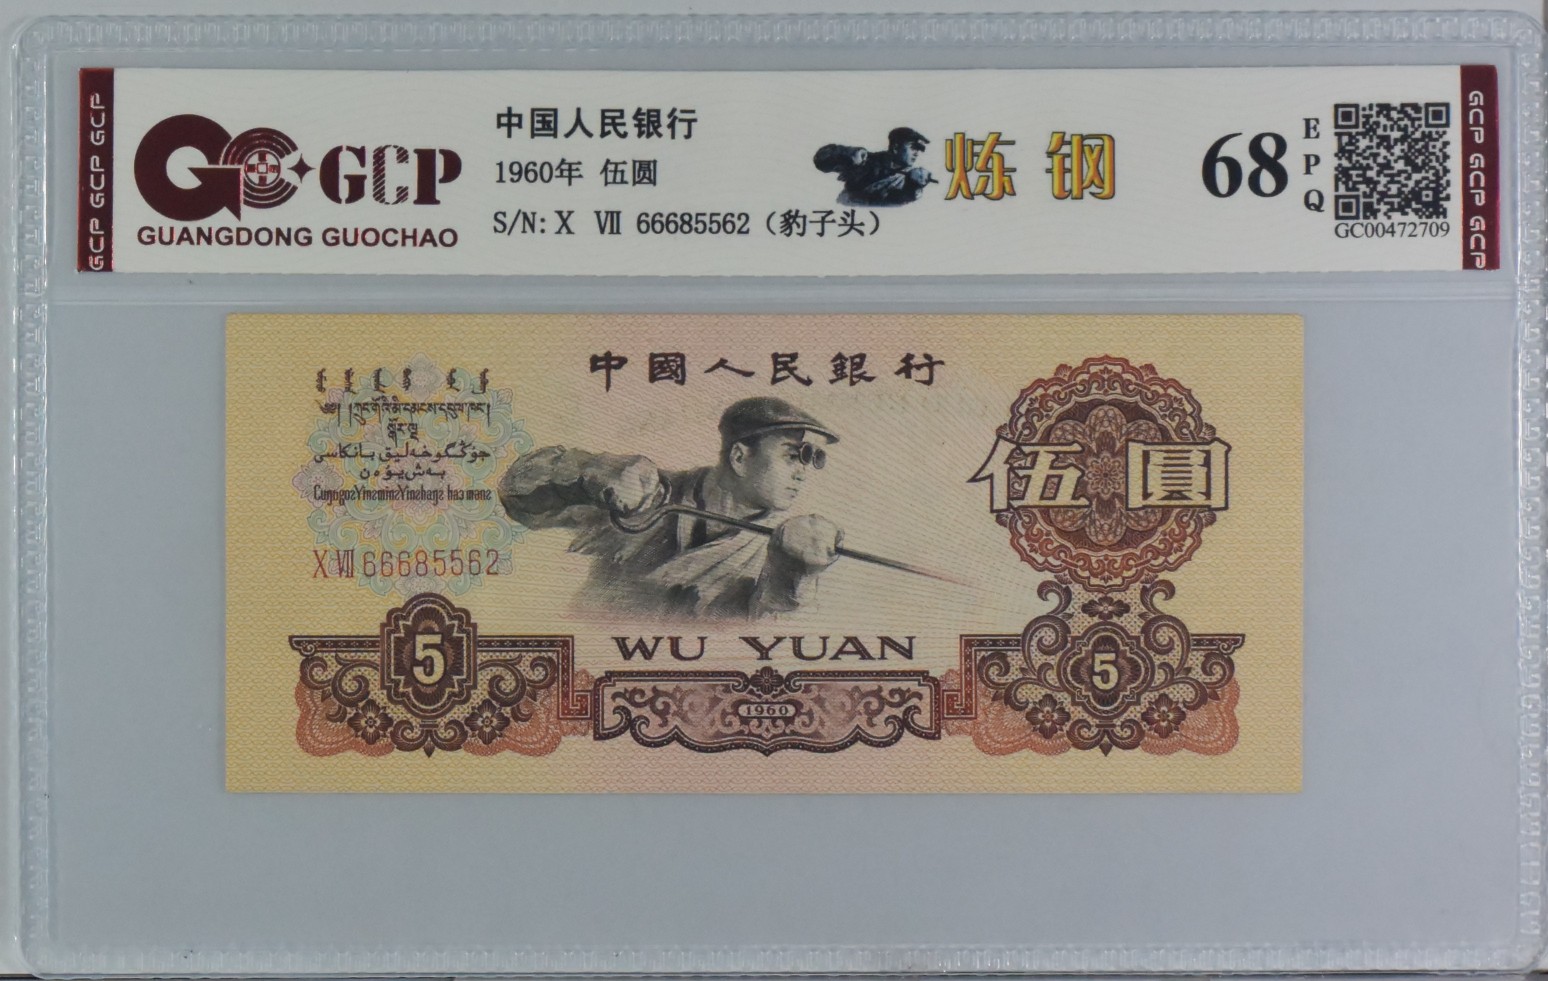 GCP GCP GCP
GCP
GUANGDONG GUOCHAO
中国人民银行
1960年 伍圆
S/N: X Ⅶ 66685562（豹子头）
炼 钢
68
E
P
Q
GC00472709
GCP GCP GCP
中國人民銀行
伍圓
X Ⅶ 66685562
5
WU YUAN
5
1960